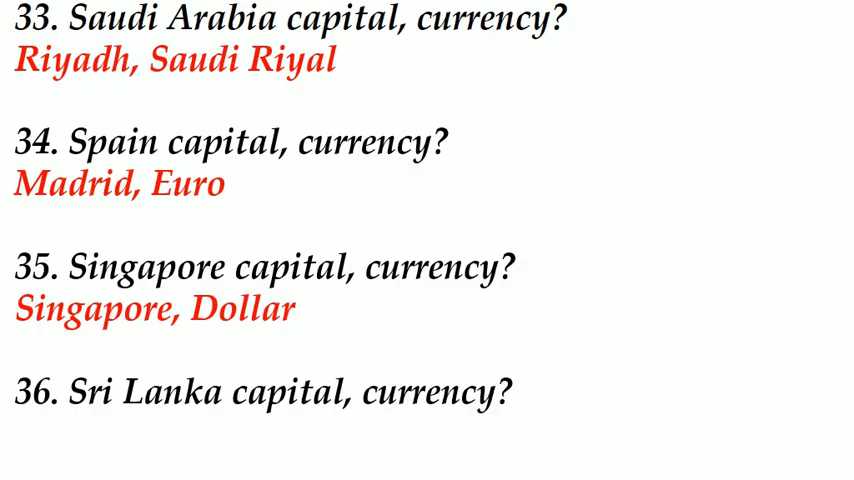 33. Saudi Arabia capital, currency?
Riyadh, Saudi Riyal
34. Spain capital, currency?
Madrid, Euro
35. Singapore capital, currency?
Singapore, Dollar
36. Sri Lanka capital, currency?